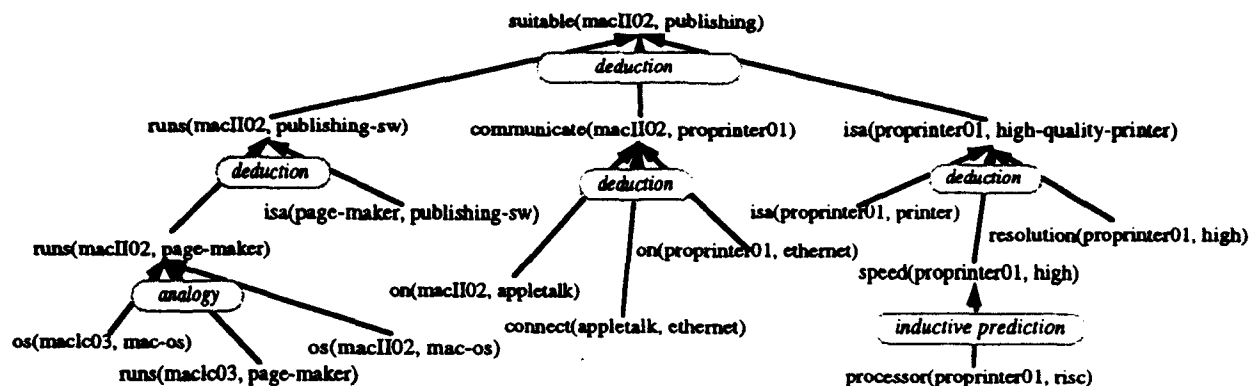 suitable(macII02, publishing)
deduction
runs(macII02, publishing-sw)
communicate(macII02, proprinter01)
isa(proprinter01, high-quality-printer)
deduction
deduction
deduction
isa(page-maker, publishing-sw)
isa(proprinter01, printer)
runs(macII02, page-maker)
on(proprinter01, ethernet)
resolution(proprinter01, high)
speed(proprinter01, high)
on(macII02, appletalk)
analogy
connect(appletalk, ethernet)
inductive prediction
os(maclc03, mac-os)
os(macII02, mac-os)
runs(maclc03, page-maker)
processor(proprinter01, risc)